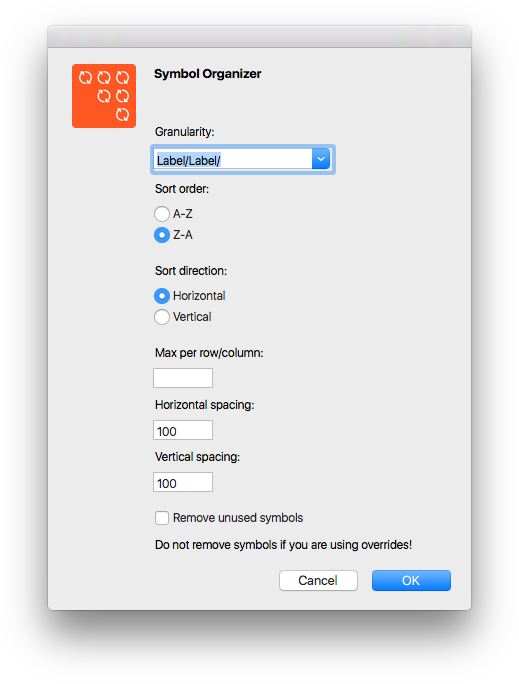 Symbol Organizer
Granularity:
Label/Label/
Sort order:
A-Z
Z-A
Sort direction:
Horizontal
Vertical
Max per row/column:
Horizontal spacing:
100
Vertical spacing:
100
Remove unused symbols
Do not remove symbols if you are using overrides!
Cancel OK